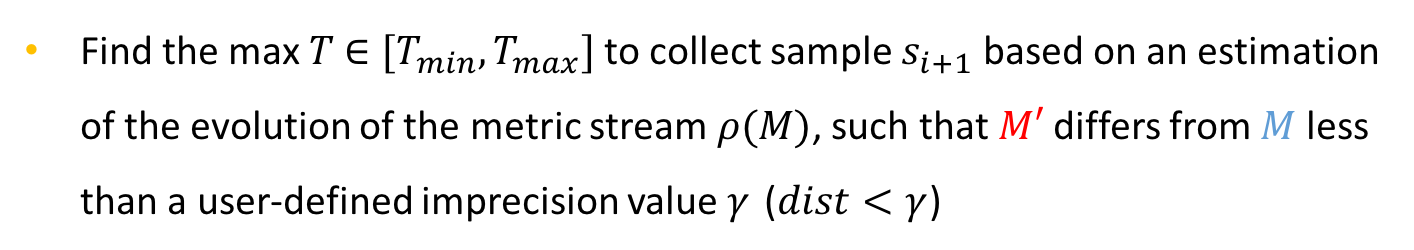 • Find the max T ∈ [T_min, T_max] to collect sample s_{i+1} based on an estimation
of the evolution of the metric stream ρ(M), such that M′ differs from M less
than a user-defined imprecision value γ (dist < γ)